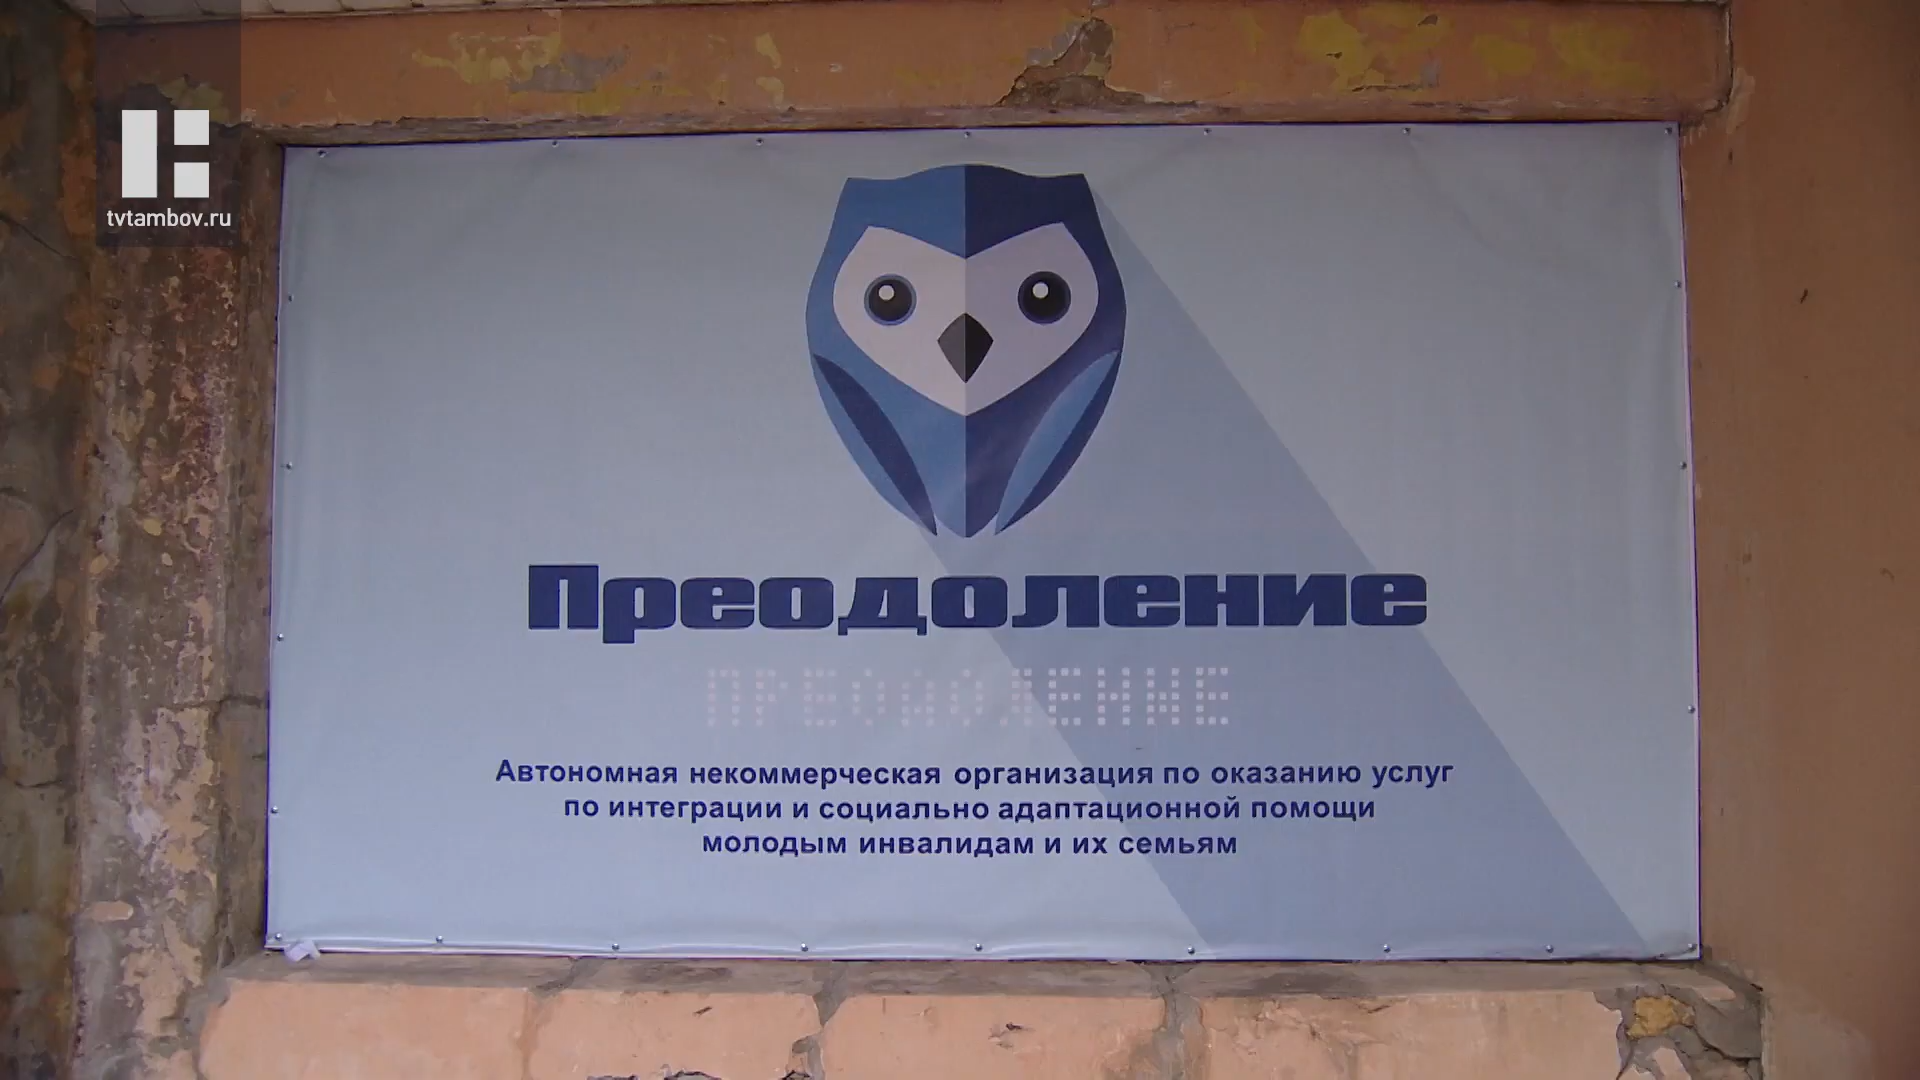 tvtambov.ru
Преодоление
ПРЕОДОЛЕНИЕ
Автономная некоммерческая организация по оказанию услуг
по интеграции и социально адаптационной помощи
молодым инвалидам и их семьям